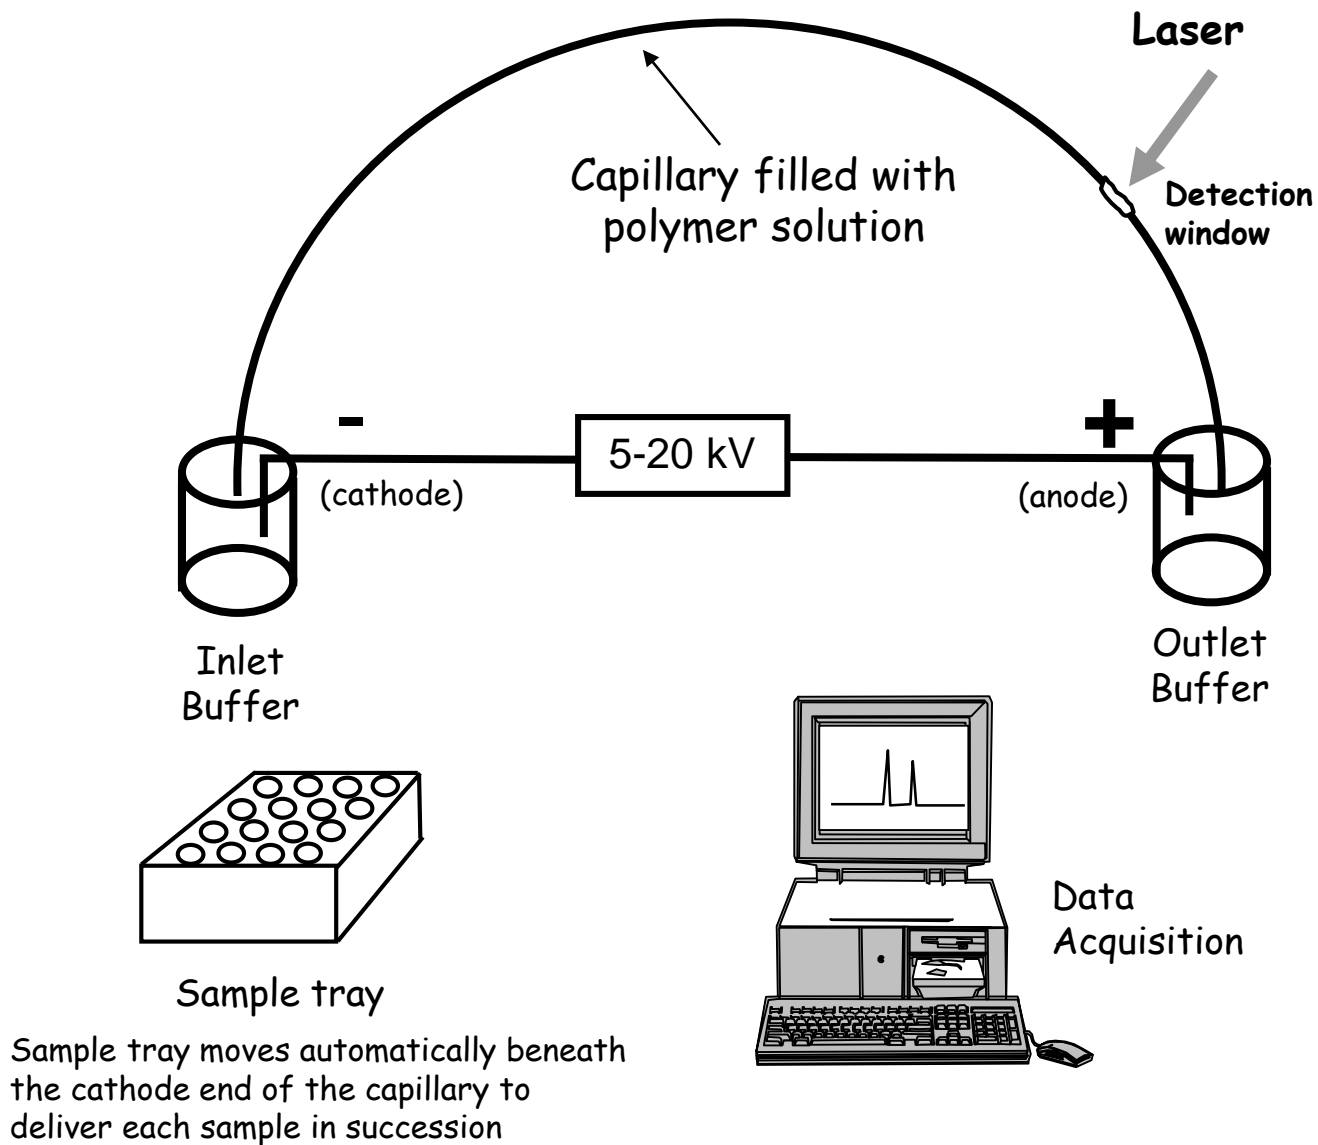 Laser
Capillary filled with
polymer solution
Detection
window
-
+
5-20 kV
(cathode)
(anode)
Inlet
Buffer
Outlet
Buffer
Data
Acquisition
Sample tray
Sample tray moves automatically beneath
the cathode end of the capillary to
deliver each sample in succession